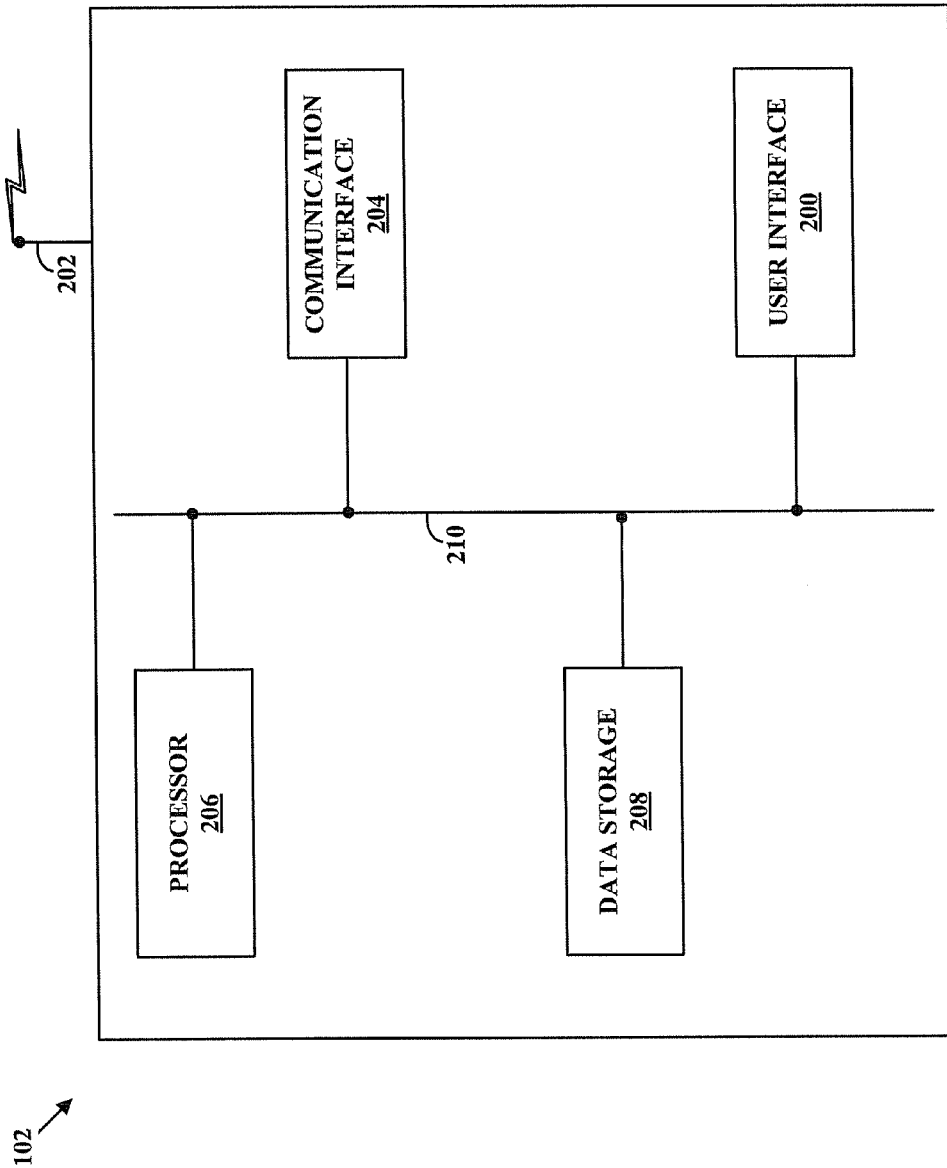 102
202
PROCESSOR
206
COMMUNICATION
INTERFACE
204
210
DATA STORAGE
208
USER INTERFACE
200